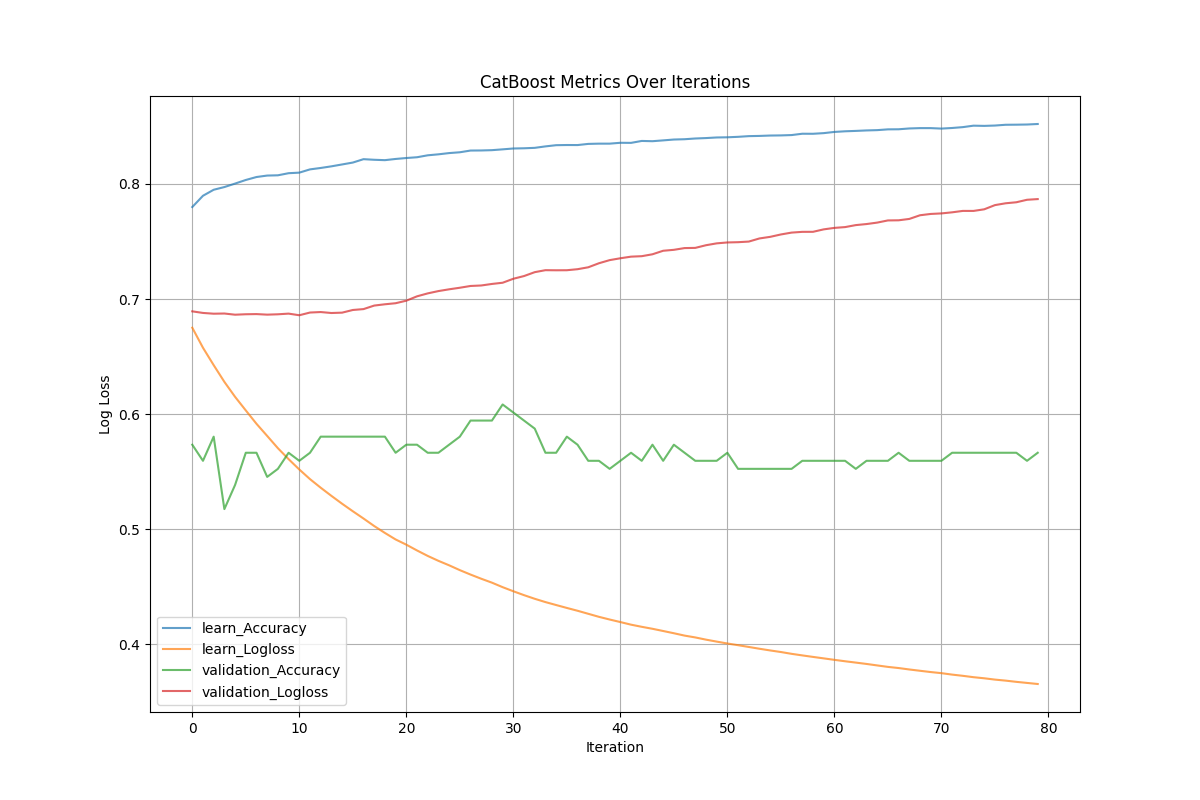 CatBoost Metrics Over Iterations
Log Loss
0.8
0.7
0.6
0.5
0.4
learn_Accuracy
learn_Logloss
validation_Accuracy
validation_Logloss
0 10 20 30 40 50 60 70 80
Iteration